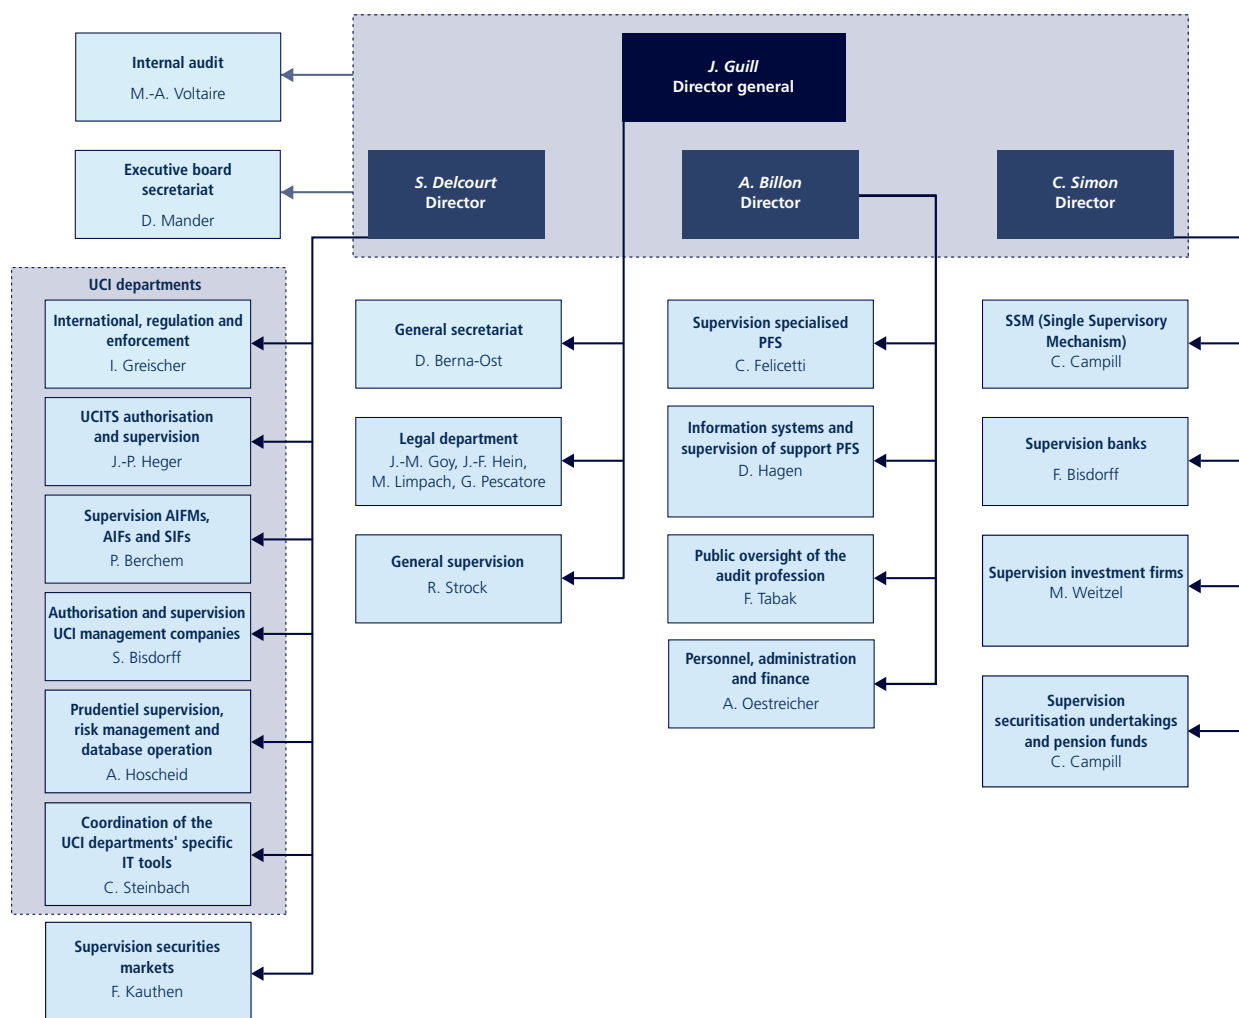 Internal audit
M.-A. Voltaire
J. Guill
Director general
Executive board
secretariat
D. Mander
S. Delcourt
Director
A. Billon
Director
C. Simon
Director
UCI departments
International, regulation and
enforcement
I. Greischer
UCITS authorisation
and supervision
J.-P. Heger
Supervision AIFMs,
AIFs and SIFs
P. Berchem
Authorisation and supervision
UCI management companies
S. Bisdorff
Prudentiel supervision,
risk management and
database operation
A. Hoscheid
Coordination of the
UCI departments' specific
IT tools
C. Steinbach
Supervision securities
markets
F. Kauthen
General secretariat
D. Berna-Ost
Legal department
J.-M. Goy, J.-F. Hein,
M. Limpach, G. Pescatore
General supervision
R. Strock
Supervision specialised
PFS
C. Felicetti
Information systems and
supervision of support PFS
D. Hagen
Public oversight of the
audit profession
F. Tabak
Personnel, administration
and finance
A. Oestreicher
SSM (Single Supervisory
Mechanism)
C. Campill
Supervision banks
F. Bisdorff
Supervision investment firms
M. Weitzel
Supervision
securitisation undertakings
and pension funds
C. Campill